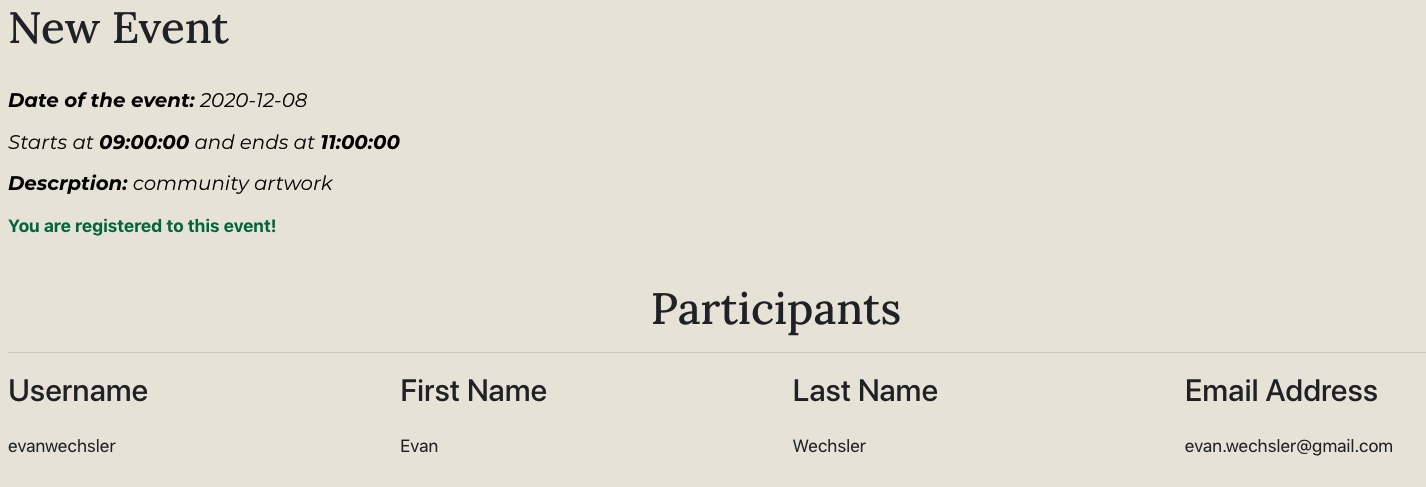 New Event
Date of the event: 2020-12-08
Starts at 09:00:00 and ends at 11:00:00
Descrption: community artwork
You are registered to this event!
Participants
Username First Name Last Name Email Address
evanwechsler Evan Wechsler evan.wechsler@gmail.com